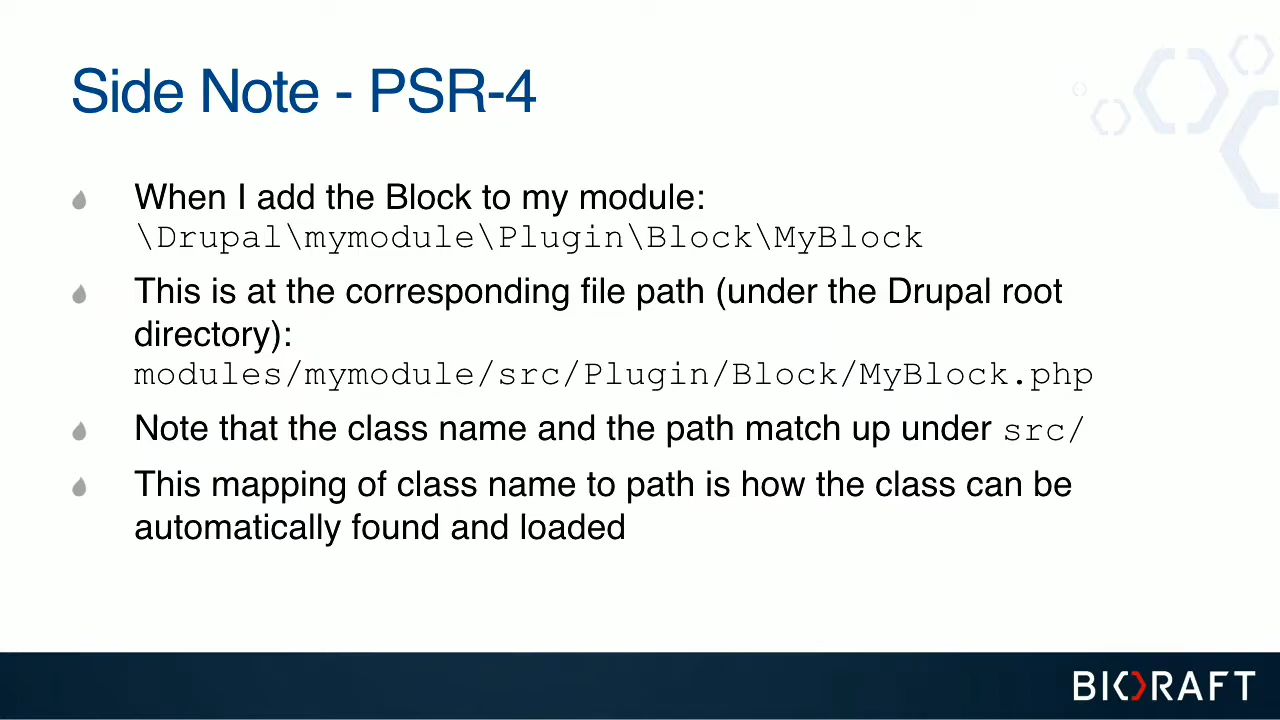 Side Note - PSR-4
When I add the Block to my module:
\Drupal\mymodule\Plugin\Block\MyBlock
This is at the corresponding file path (under the Drupal root
directory):
modules/mymodule/src/Plugin/Block/MyBlock.php
Note that the class name and the path match up under src/
This mapping of class name to path is how the class can be
automatically found and loaded
BIORAFT